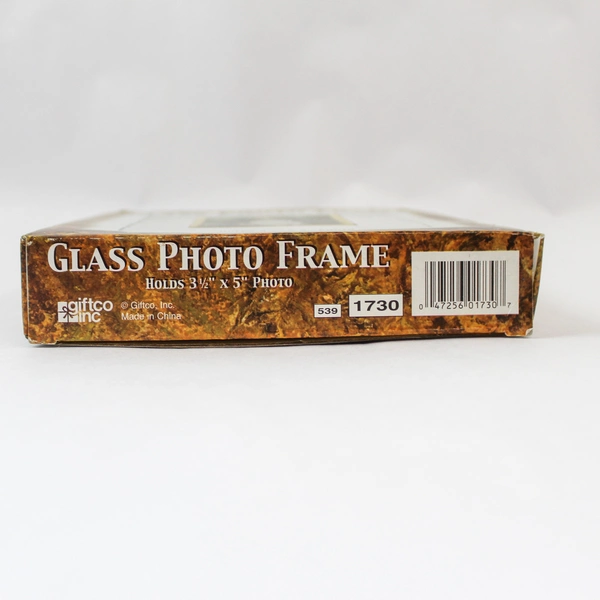 GLASS PHOTO FRAME
HOLDS 3½" X 5" PHOTO
giftco
inc
© Giftco, Inc.
Made in China
539
1730
0 47256 01730 7